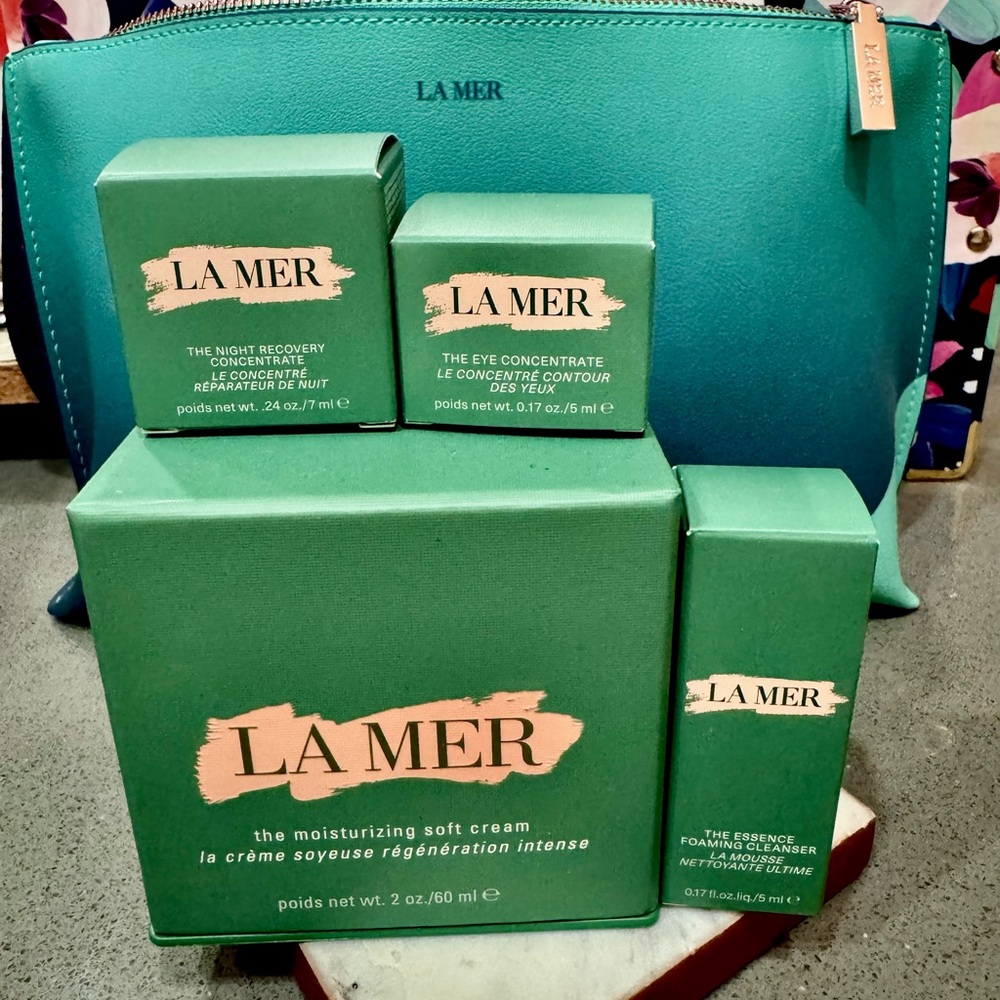 LA MER
LA MER
LA MER
THE NIGHT RECOVERY
CONCENTRATE
LE CONCENTRÉ
RÉPARATEUR DE NUIT
poids net wt. .24 oz./7 ml ℮
LA MER
THE EYE CONCENTRATE
LE CONCENTRÉ CONTOUR
DES YEUX
poids net wt. 0.17 oz./5 ml ℮
LA MER
the moisturizing soft cream
la crème soyeuse régénération intense
poids net wt. 2 oz./60 ml ℮
LA MER
THE ESSENCE
FOAMING CLEANSER
LA MOUSSE
NETTOYANTE ULTIME
0.17 fl.oz.liq./5 ml ℮